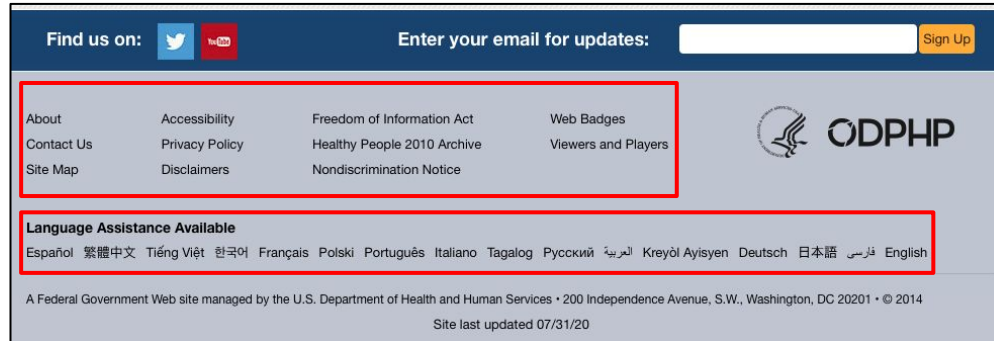 Find us on: You Tube Enter your email for updates: Sign Up
About Accessibility Freedom of Information Act Web Badges
Contact Us Privacy Policy Healthy People 2010 Archive Viewers and Players
Site Map Disclaimers Nondiscrimination Notice
ODPHP
Language Assistance Available
Español 繁體中文 Tiếng Việt 한국어 Français Polski Português Italiano Tagalog Русский العربية Kreyòl Ayisyen Deutsch 日本語 فارسی English
A Federal Government Web site managed by the U.S. Department of Health and Human Services • 200 Independence Avenue, S.W., Washington, DC 20201 • © 2014
Site last updated 07/31/20